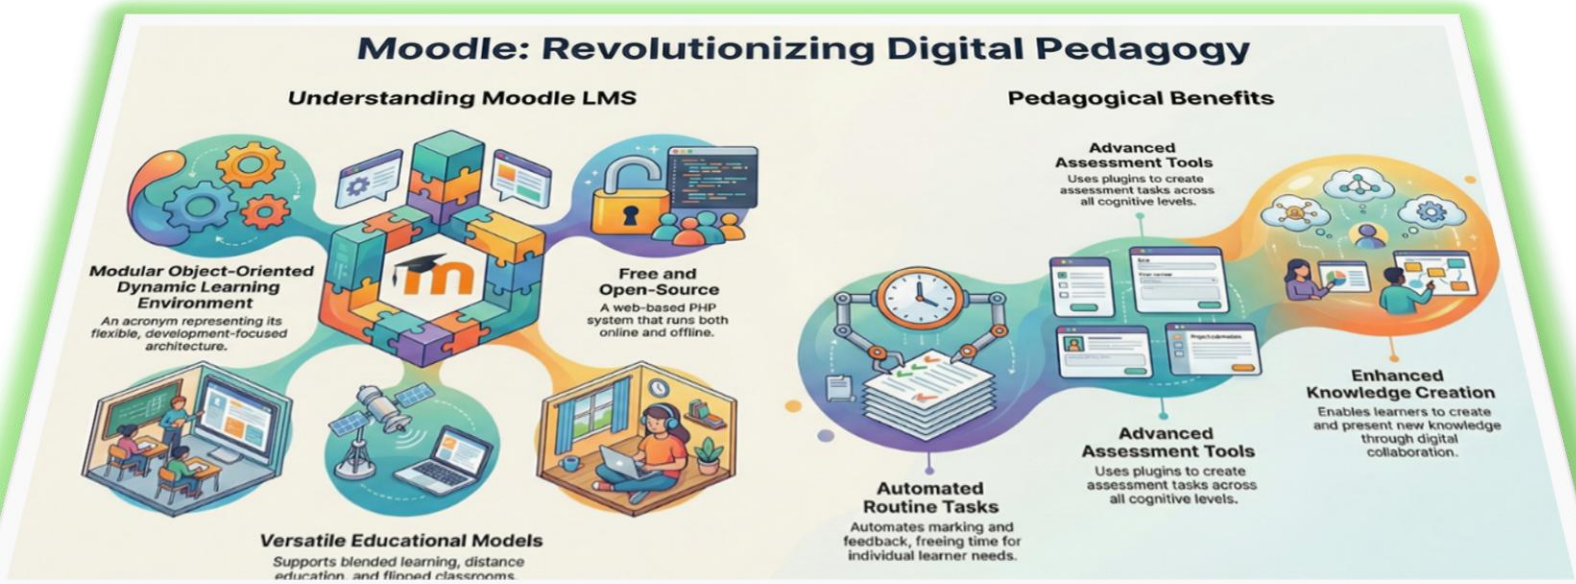 Moodle: Revolutionizing Digital Pedagogy
Understanding Moodle LMS
Modular Object-Oriented
Dynamic Learning
Environment
An acronym representing its
flexible, development-focused
architecture.
Free and
Open-Source
A web-based PHP
system that runs both
online and offline.
Versatile Educational Models
Supports blended learning, distance
education, and flipped classrooms.
Pedagogical Benefits
Advanced
Assessment Tools
Uses plugins to create
assessment tasks across
all cognitive levels.
Automated
Routine Tasks
Automates marking and
feedback, freeing time for
individual learner needs.
Advanced
Assessment Tools
Uses plugins to create
assessment tasks across
all cognitive levels.
Enhanced
Knowledge Creation
Enables learners to create
and present new knowledge
through digital
collaboration.